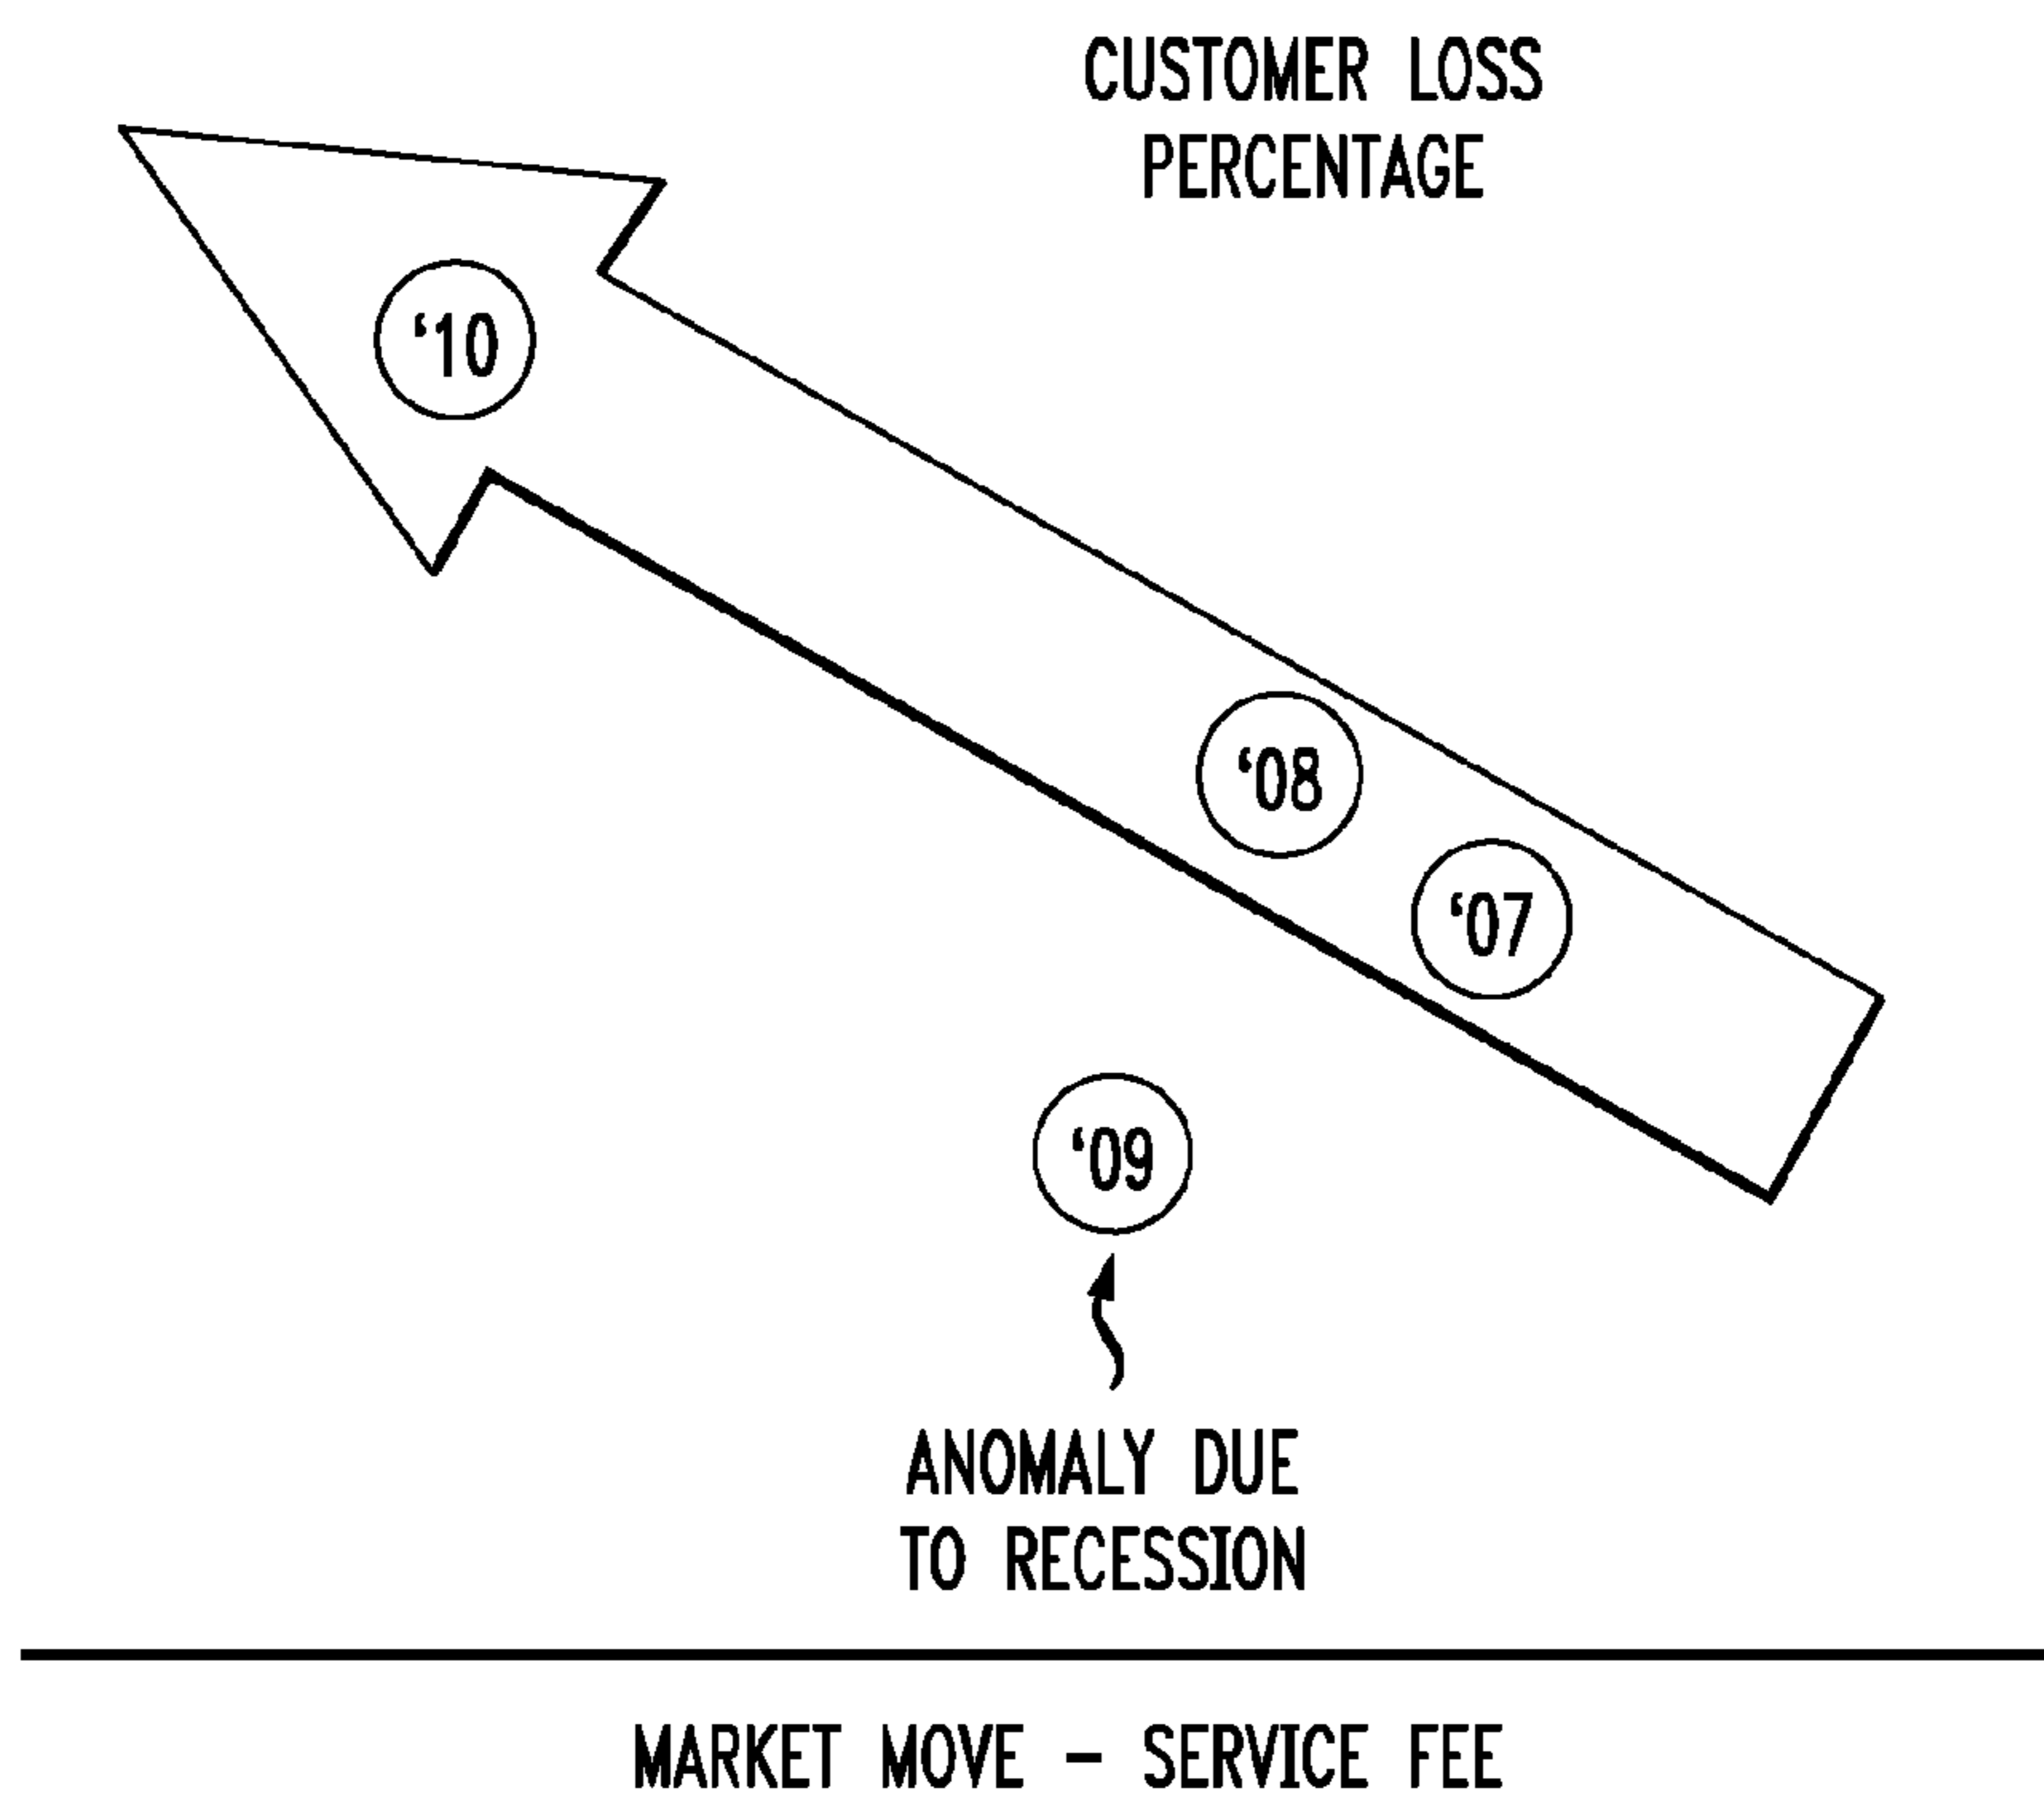 CUSTOMER LOSS
PERCENTAGE
‘10
‘08
‘07
‘09
ANOMALY DUE
TO RECESSION
MARKET MOVE – SERVICE FEE